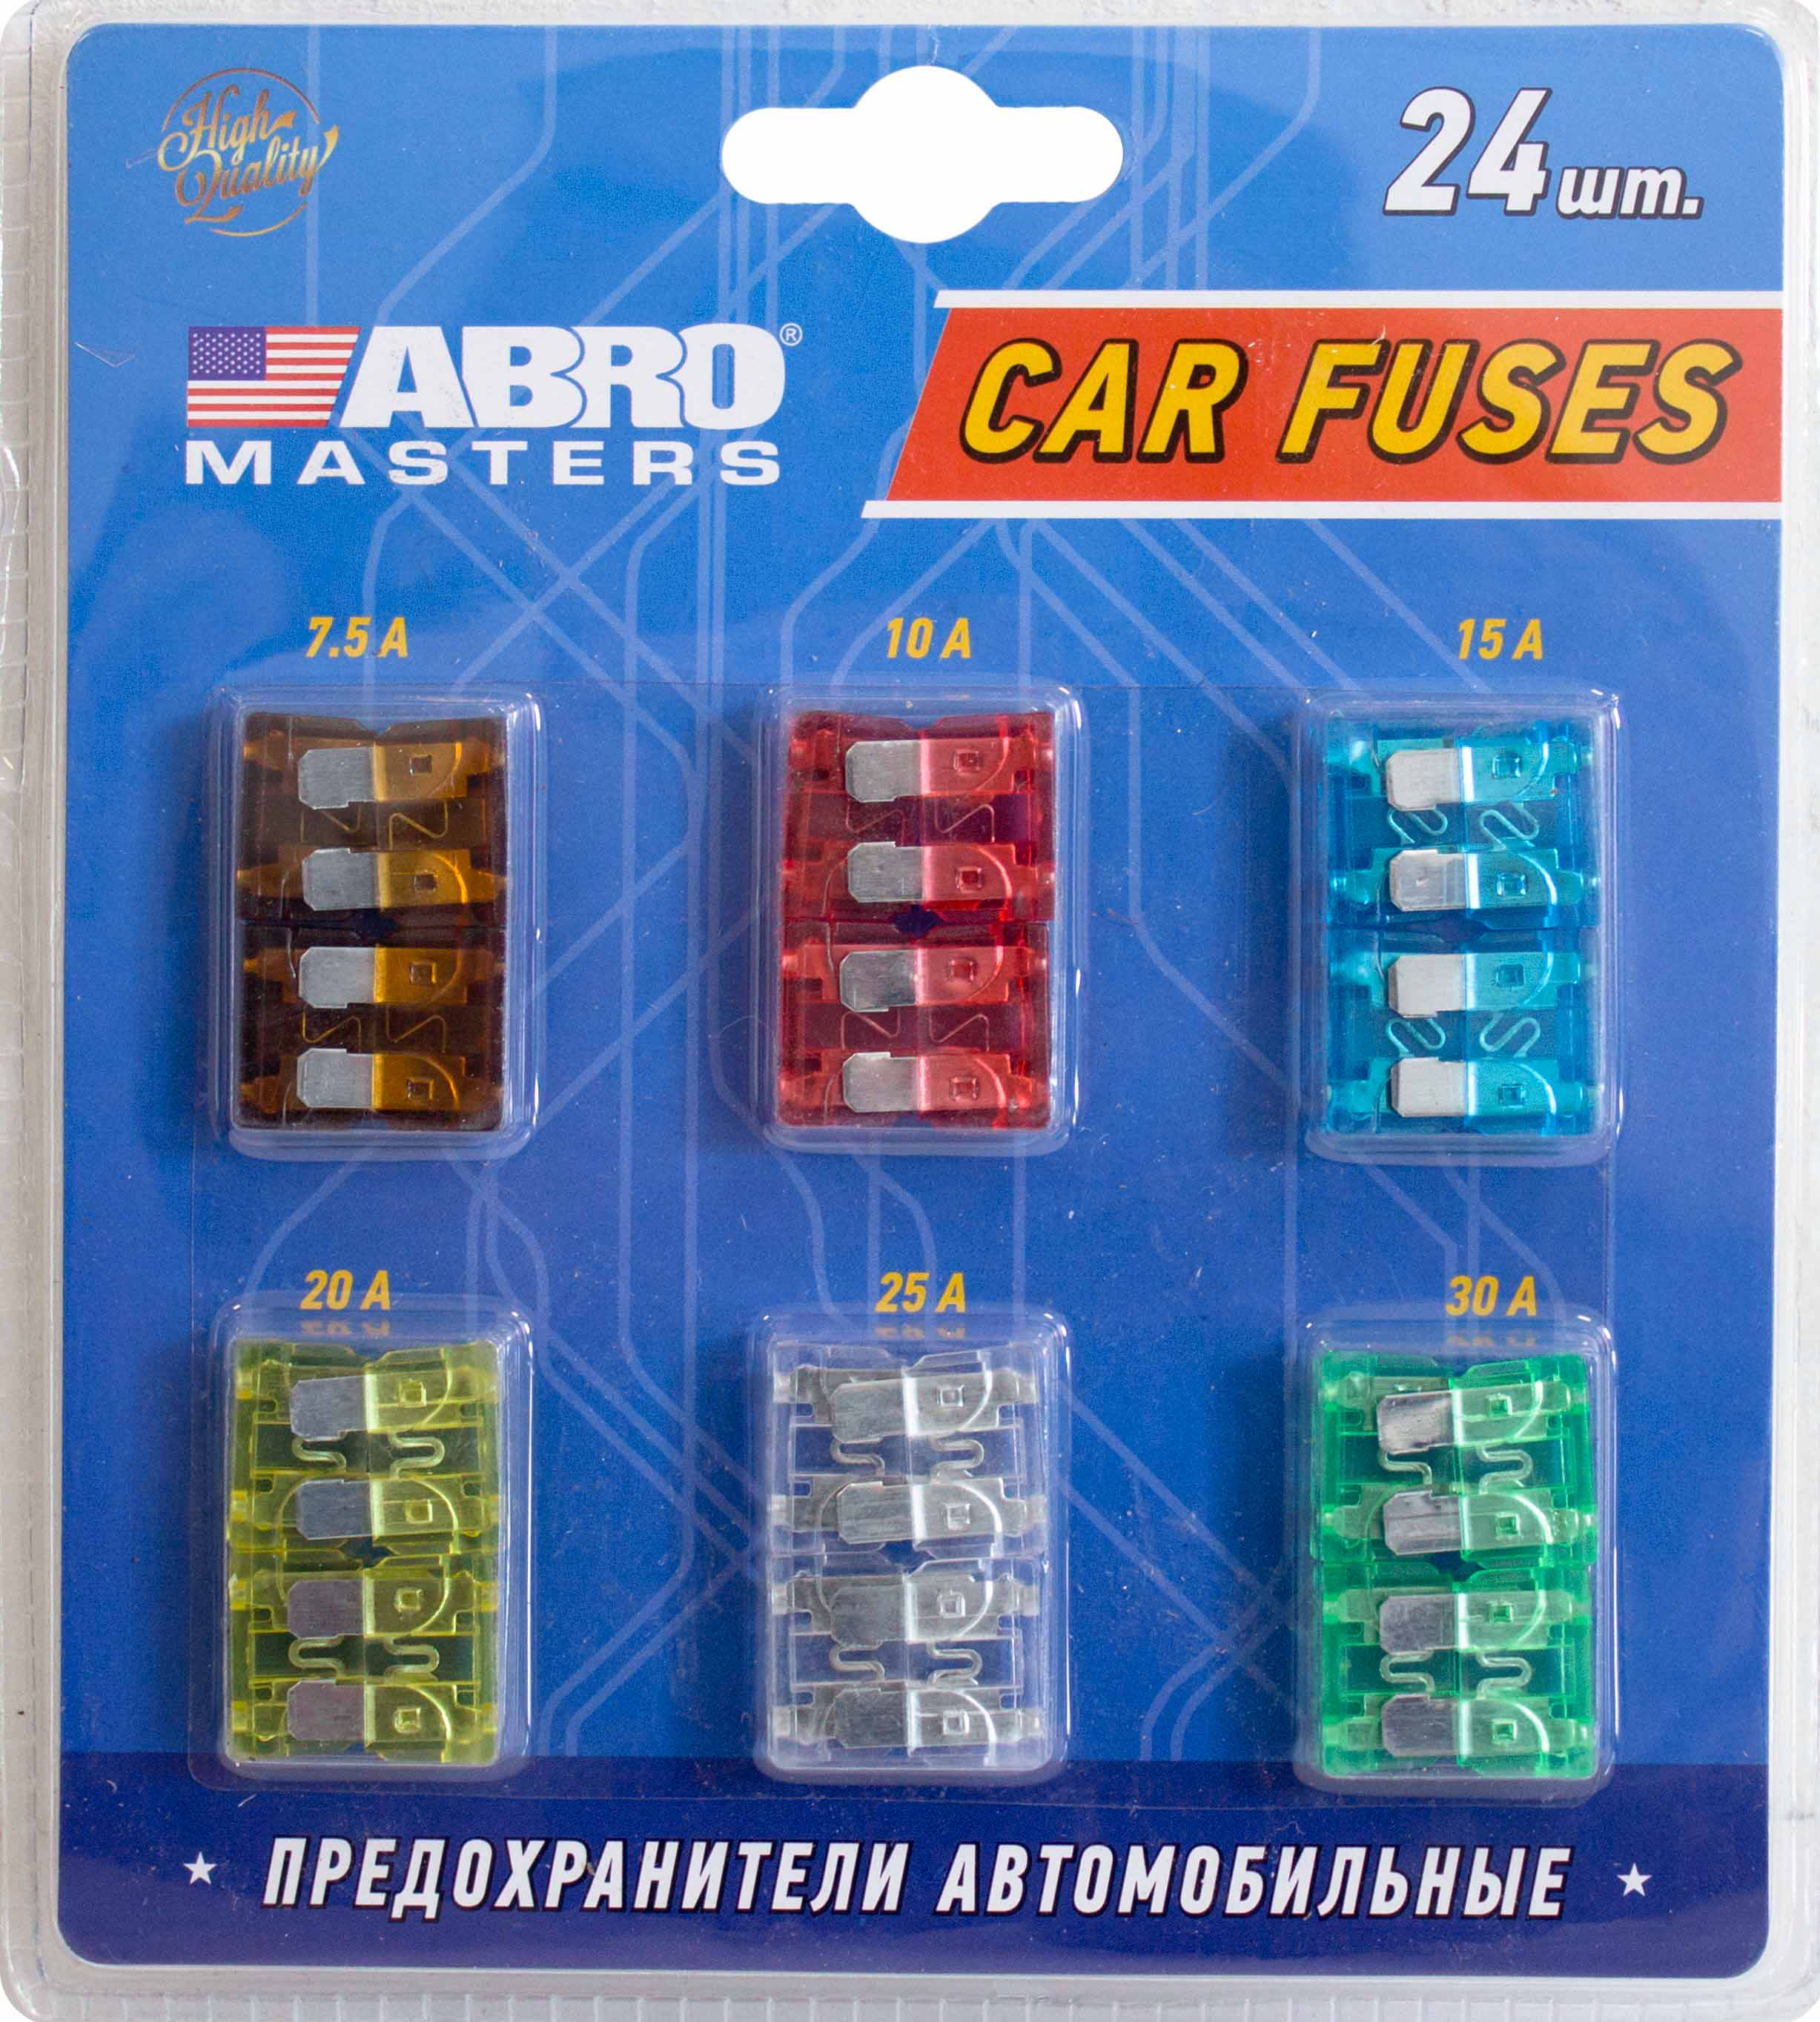 High
Quality
24 шт.
ABRO®
MASTERS
CAR FUSES
7.5 A
10 A
15 A
20 A
25 A
30 A
ПРЕДОХРАНИТЕЛИ АВТОМОБИЛЬНЫЕ